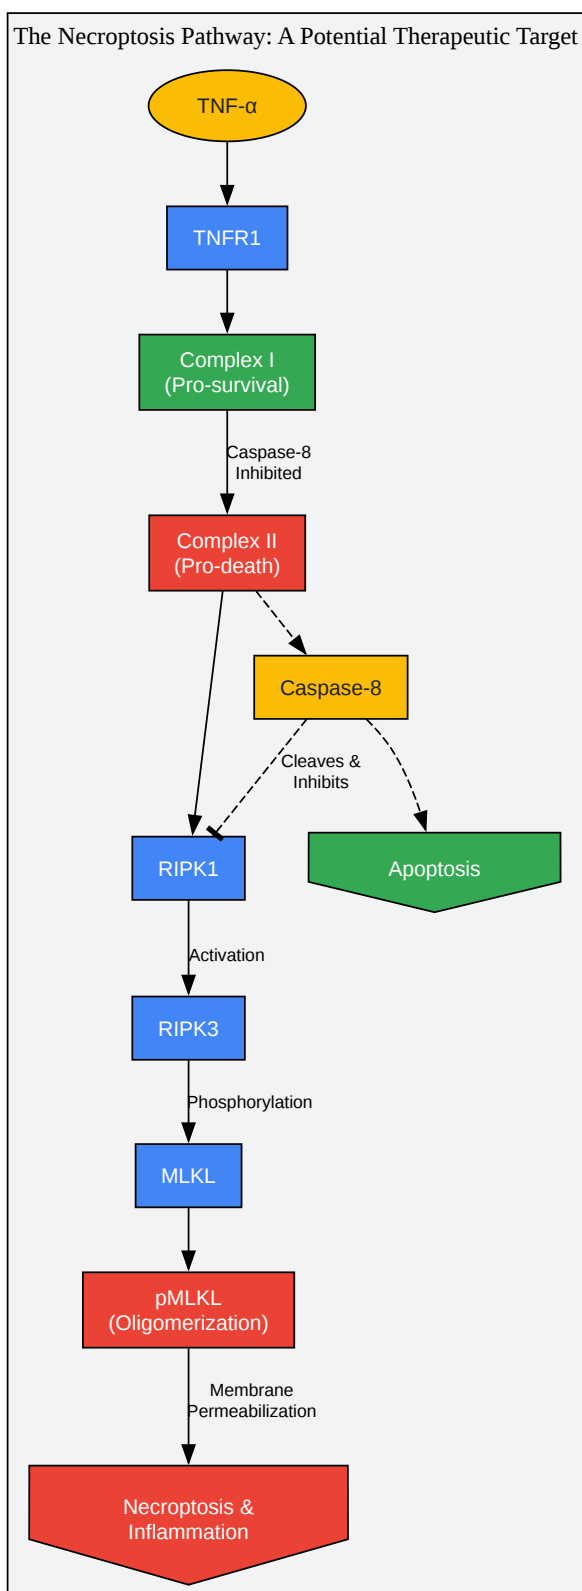 The Necroptosis Pathway: A Potential Therapeutic Target
TNF-α
TNFR1
Complex I
(Pro-survival)
Caspase-8
Inhibited
Complex II
(Pro-death)
Caspase-8
Cleaves &
Inhibits
RIPK1
Apoptosis
Activation
RIPK3
Phosphorylation
MLKL
pMLKL
(Oligomerization)
Membrane
Permeabilization
Necroptosis &
Inflammation